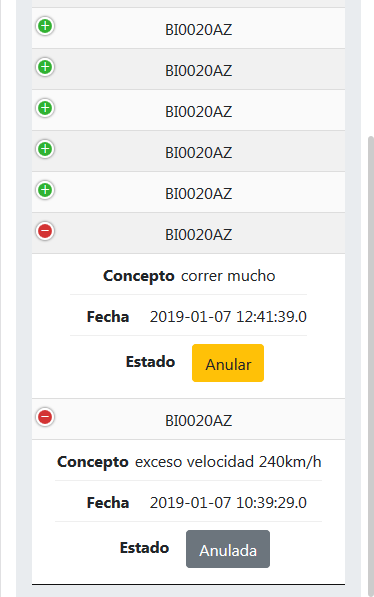 BI0020AZ
BI0020AZ
BI0020AZ
BI0020AZ
BI0020AZ
BI0020AZ
Concepto correr mucho
Fecha 2019-01-07 12:41:39.0
Estado Anular
BI0020AZ
Concepto exceso velocidad 240km/h
Fecha 2019-01-07 10:39:29.0
Estado Anulada